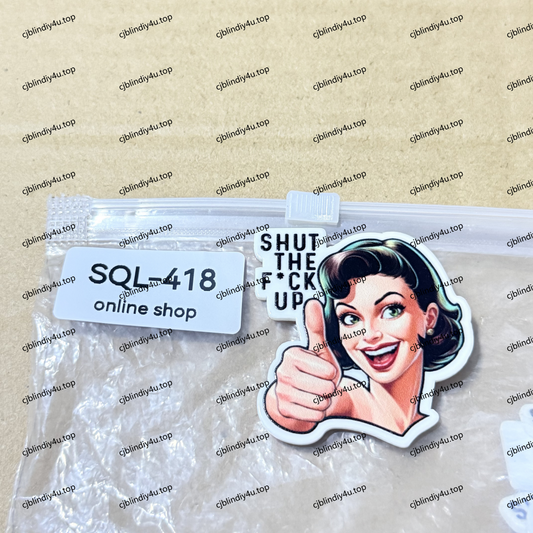 SHUT
THE
F*CK
UP
SQL-418
online shop
cjblindiy4u.top